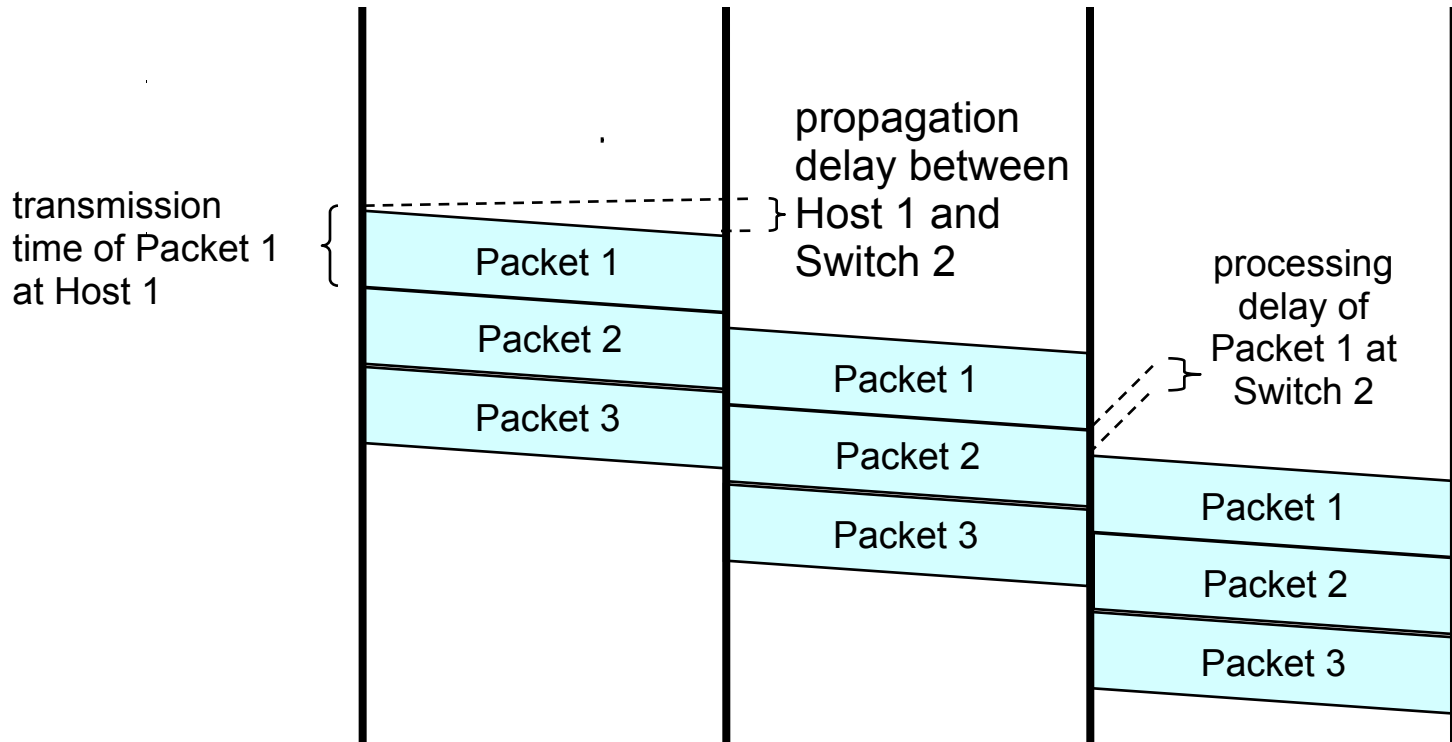 transmission
time of Packet 1
at Host 1
propagation
delay between
Host 1 and
Switch 2
processing
delay of
Packet 1 at
Switch 2
Packet 1
Packet 2
Packet 3
Packet 1
Packet 2
Packet 3
Packet 1
Packet 2
Packet 3